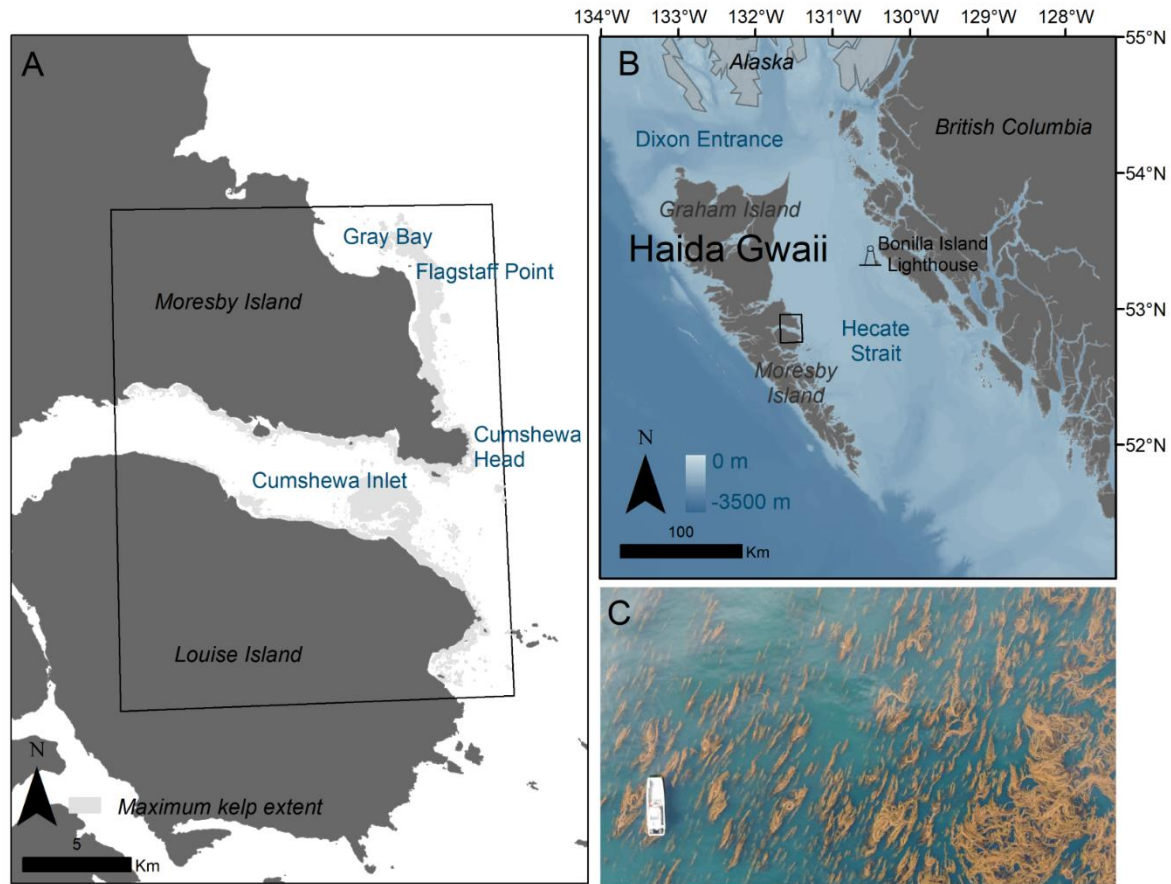 A
Gray Bay
Flagstaff Point
Moresby Island
Cumshewa
Head
Cumshewa Inlet
Louise Island
N
Maximum kelp extent
5
Km
134°W 133°W 132°W 131°W 130°W 129°W 128°W
B
Alaska
55°N
Dixon Entrance
British Columbia
54°N
Graham Island
Haida Gwaii
Bonilla Island
Lighthouse
53°N
Hecate
Strait
Moresby
Island
52°N
N
0 m
-3500 m
100
Km
C